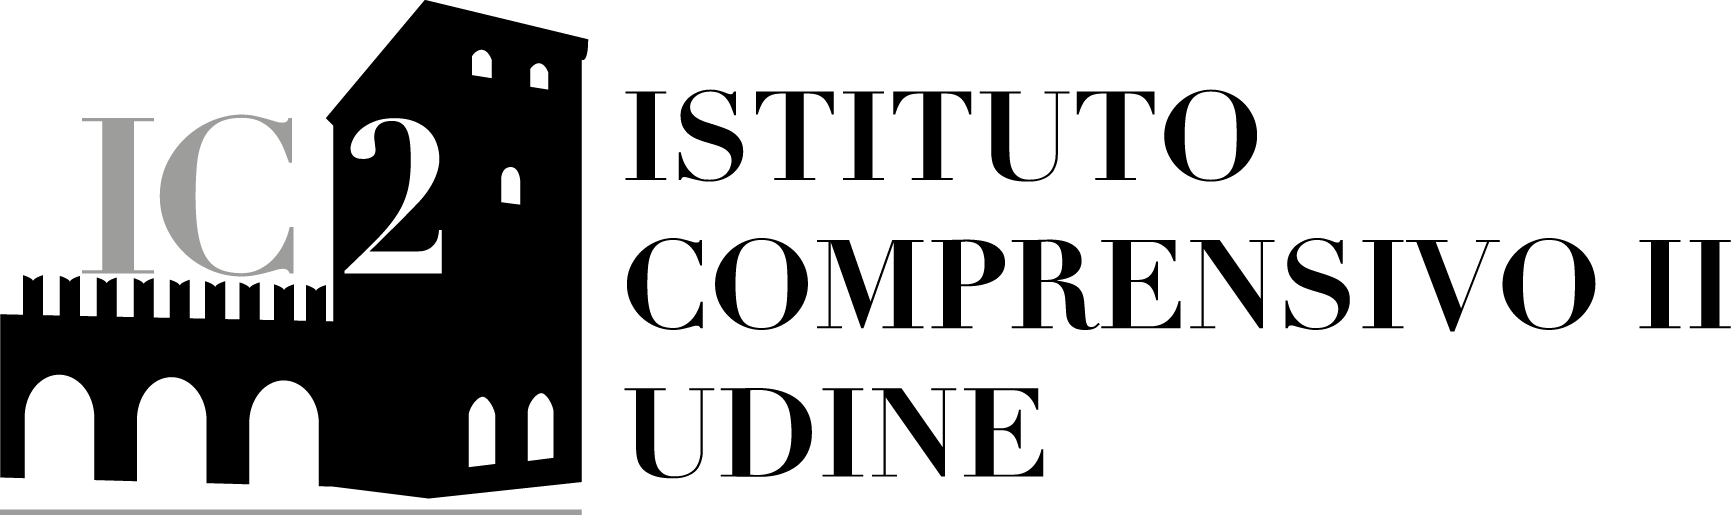 IC2
ISTITUTO
COMPRENSIVO II
UDINE